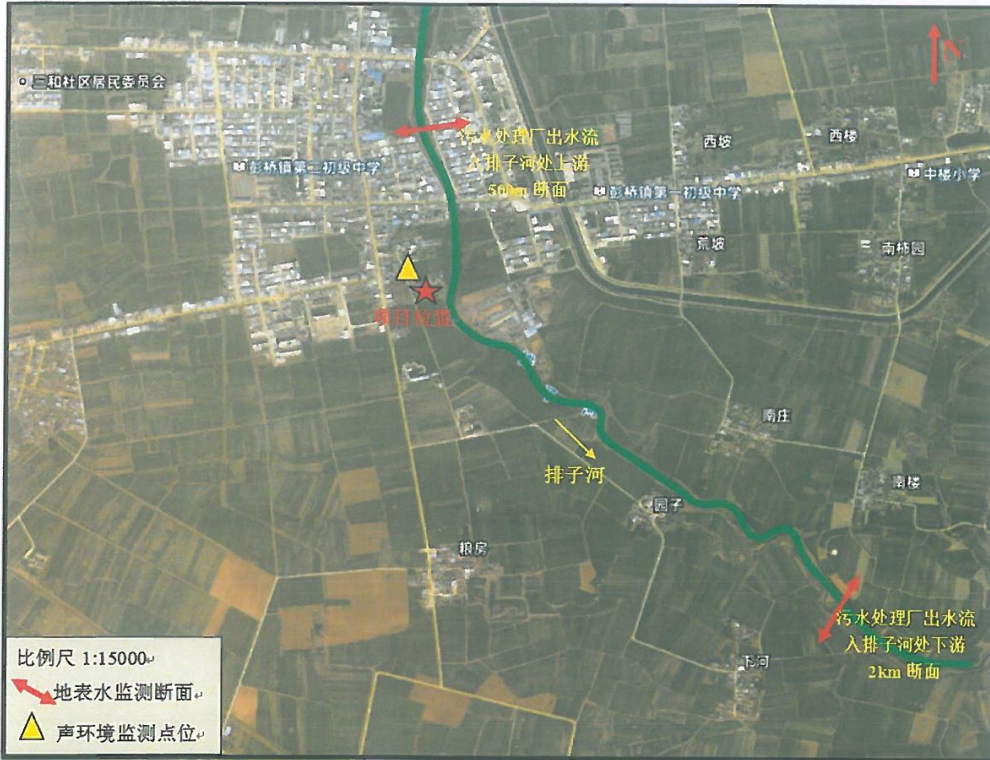 N
三和社区居民委员会
污水处理厂出水流
入排子河处上游
500m 断面
西坡
西楼
彭桥镇第二初级中学
彭桥镇第一初级中学
中楼小学
荒坡
南柿园
项目位置
南庄
排子河
南楼
园子
粮房
污水处理厂出水流
入排子河处下游
2km 断面
下河
比例尺 1:15000
地表水监测断面
声环境监测点位